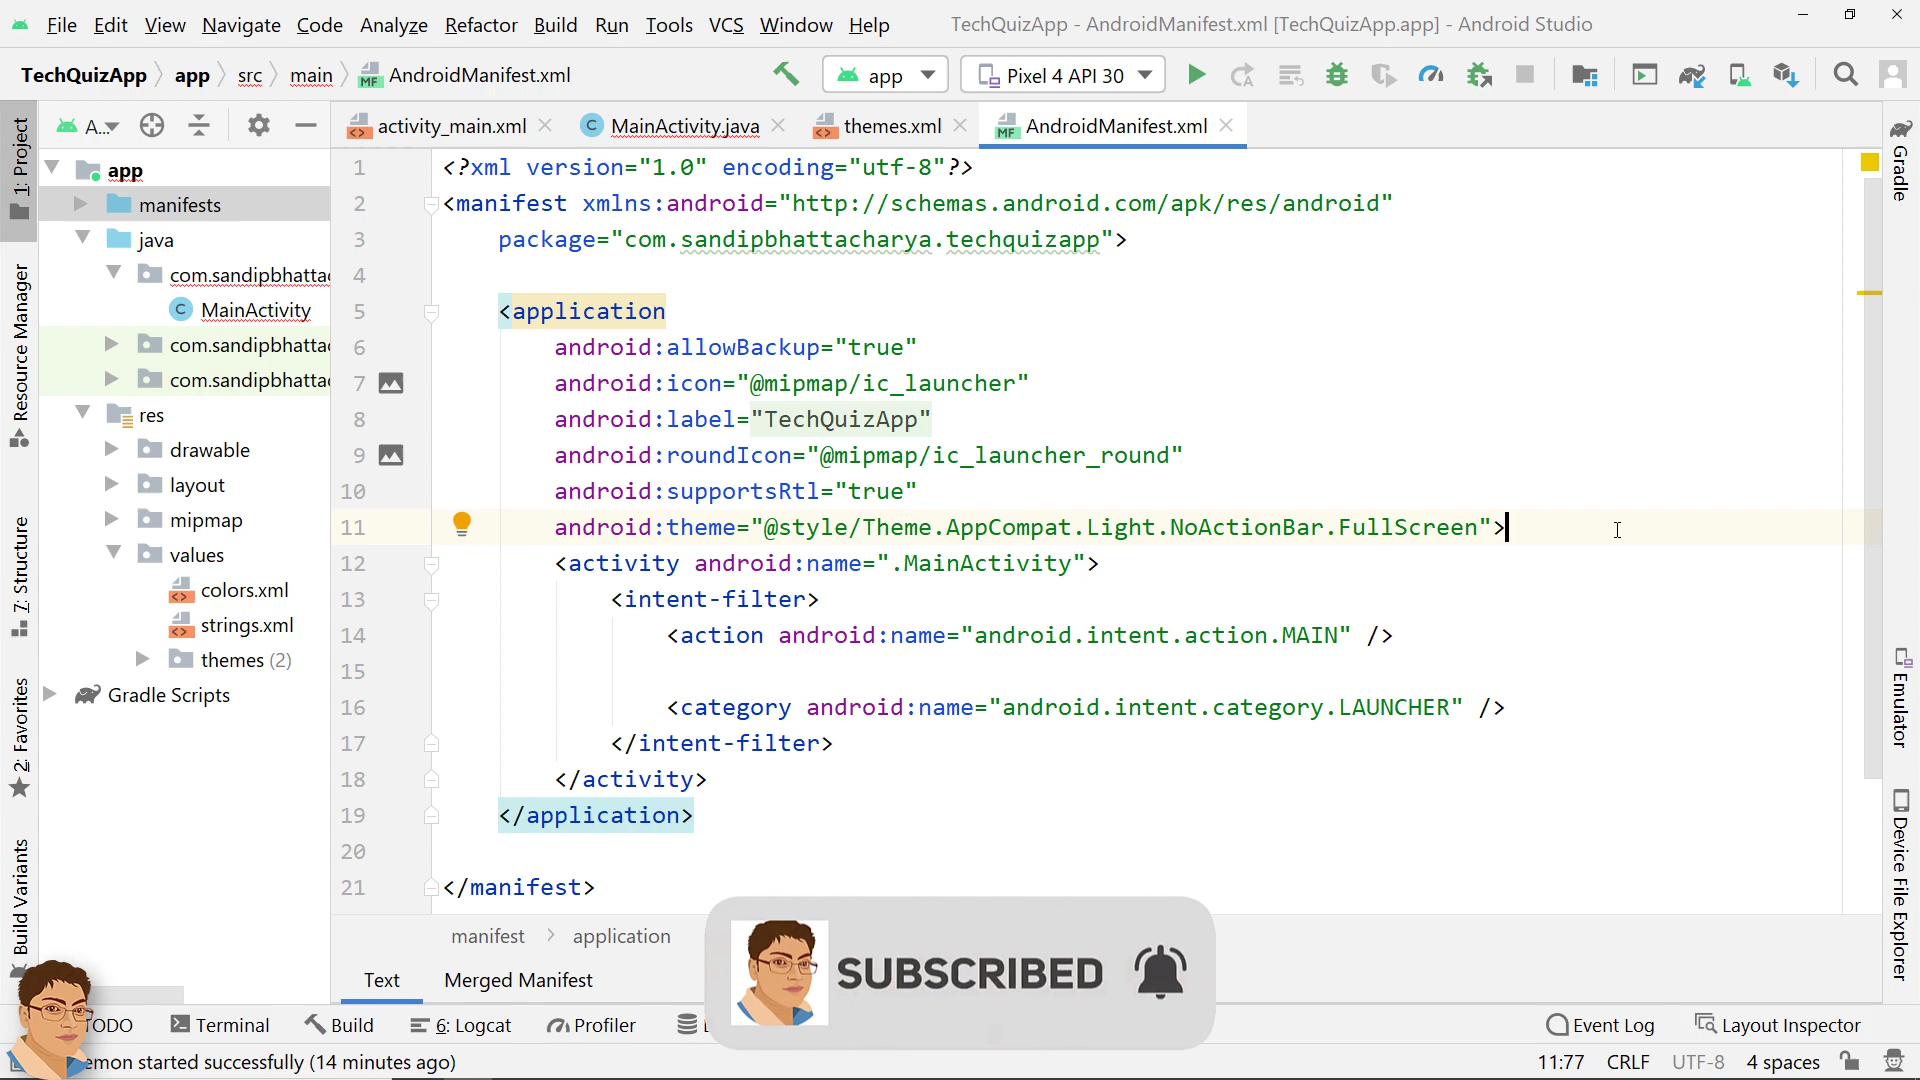 File Edit View Navigate Code Analyze Refactor Build Run Tools VCS Window Help TechQuizApp - AndroidManifest.xml [TechQuizApp.app] - Android Studio
TechQuizApp app src main AndroidManifest.xml app Pixel 4 API 30
A... activity_main.xml MainActivity.java themes.xml AndroidManifest.xml
1: Project
Resource Manager
7: Structure
2: Favorites
Build Variants
app
manifests
java
com.sandipbhattac
MainActivity
com.sandipbhatta
com.sandipbhatta
res
drawable
layout
mipmap
values
colors.xml
strings.xml
themes (2)
Gradle Scripts
1 <?xml version="1.0" encoding="utf-8"?>
2 <manifest xmlns:android="http://schemas.android.com/apk/res/android"
3 package="com.sandipbhattacharya.techquizapp">
4
5 <application
6 android:allowBackup="true"
7 android:icon="@mipmap/ic_launcher"
8 android:label="TechQuizApp"
9 android:roundIcon="@mipmap/ic_launcher_round"
10 android:supportsRtl="true"
11 android:theme="@style/Theme.AppCompat.Light.NoActionBar.FullScreen">
12 <activity android:name=".MainActivity">
13 <intent-filter>
14 <action android:name="android.intent.action.MAIN" />
15
16 <category android:name="android.intent.category.LAUNCHER" />
17 </intent-filter>
18 </activity>
19 </application>
20
21 </manifest>
Gradle
Emulator
Device File Explorer
manifest application
Text Merged Manifest
SUBSCRIBED
TODO Terminal Build 6: Logcat Profiler Event Log Layout Inspector
emon started successfully (14 minutes ago) 11:77 CRLF UTF-8 4 spaces